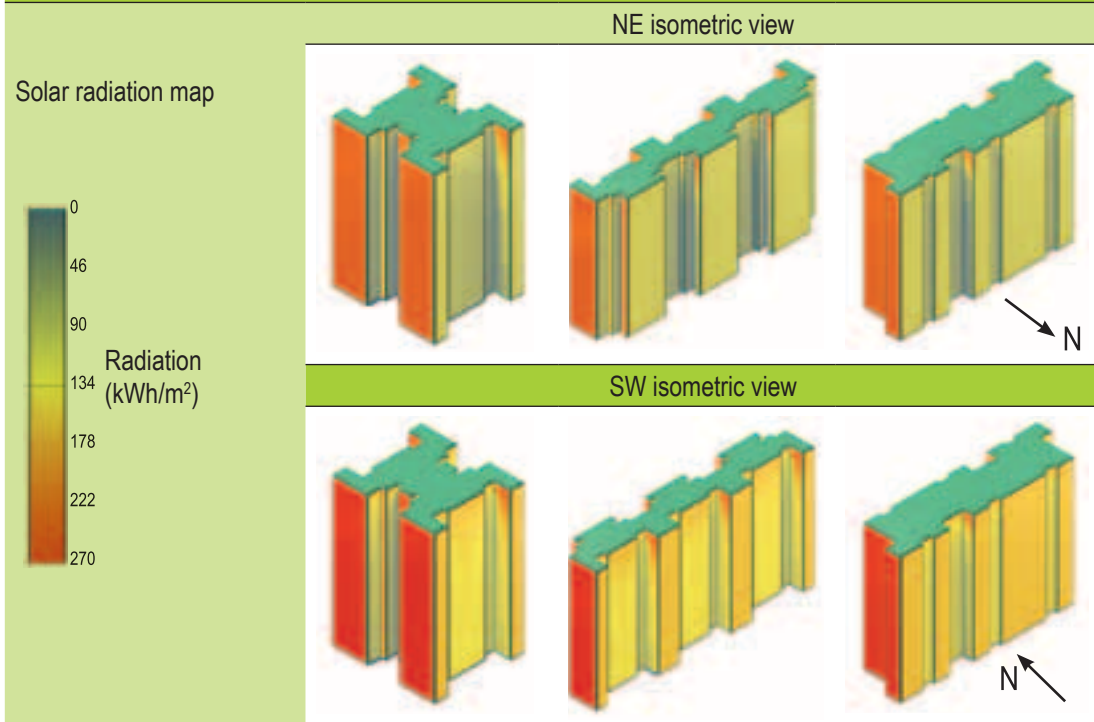 NE isometric view
Solar radiation map
0
46
90
134
178
222
270
Radiation
(kWh/m²)
N
SW isometric view
N